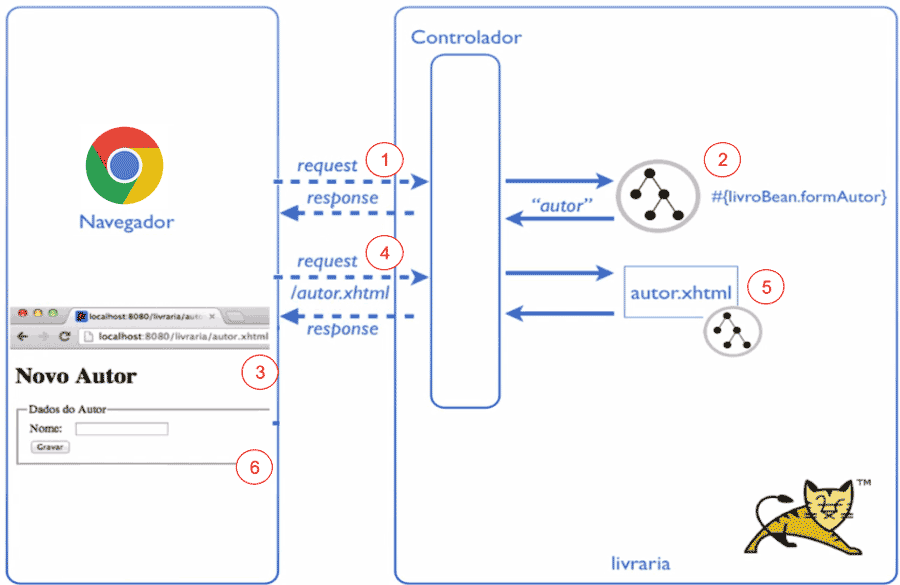 Controlador
request
1
response
2
"autor"
#{livroBean.formAutor}
Navegador
request
4
/autor.xhtml
response
autor.xhtml
5
localhost:8080/livraria/auto
localhost:8080/livraria/autor.xhtml
3
Novo Autor
Dados do Autor
Nome:
Gravar
6
TM
livraria